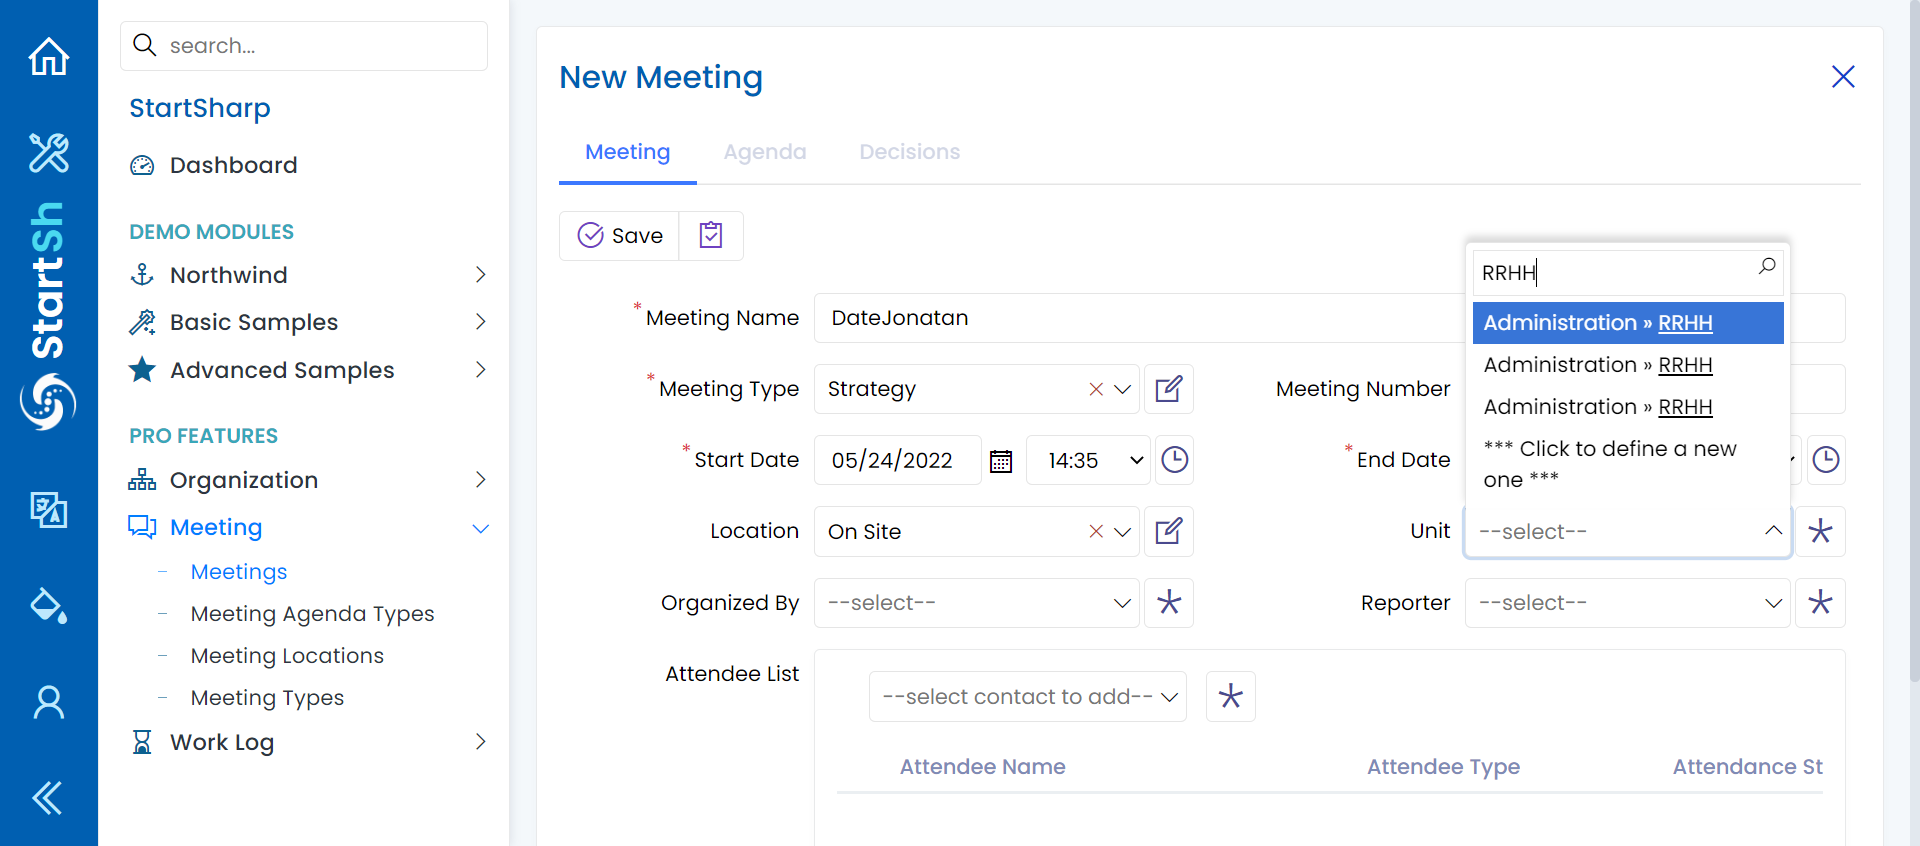 search...
StartSharp
Dashboard
DEMO MODULES
Northwind
Basic Samples
Advanced Samples
PRO FEATURES
Organization
Meeting
Meetings
Meeting Agenda Types
Meeting Locations
Meeting Types
Work Log
StartSh
New Meeting
Meeting Agenda Decisions
Save
* Meeting Name DateJonatan
* Meeting Type Strategy
Meeting Number
* Start Date 05/24/2022 14:35
* End Date
Location On Site
Unit --select--
RRHH
Administration » RRHH
Administration » RRHH
Administration » RRHH
*** Click to define a new
one ***
Organized By --select--
Reporter --select--
Attendee List
--select contact to add--
Attendee Name Attendee Type Attendance St